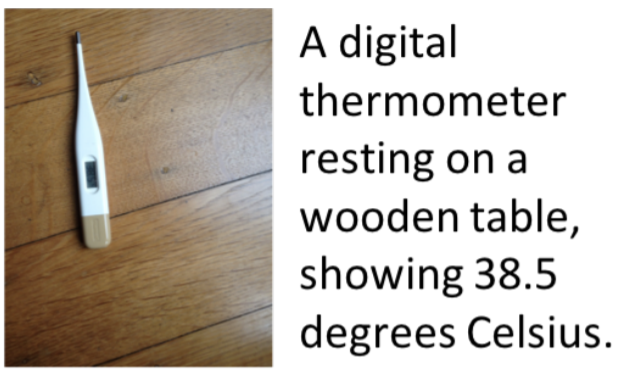 A digital
thermometer
resting on a
wooden table,
showing 38.5
degrees Celsius.